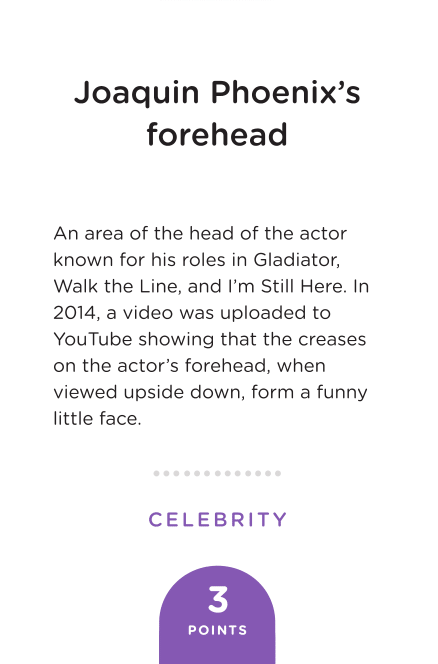 Joaquin Phoenix’s
forehead
An area of the head of the actor
known for his roles in Gladiator,
Walk the Line, and I’m Still Here. In
2014, a video was uploaded to
YouTube showing that the creases
on the actor’s forehead, when
viewed upside down, form a funny
little face.
CELEBRITY
3
POINTS